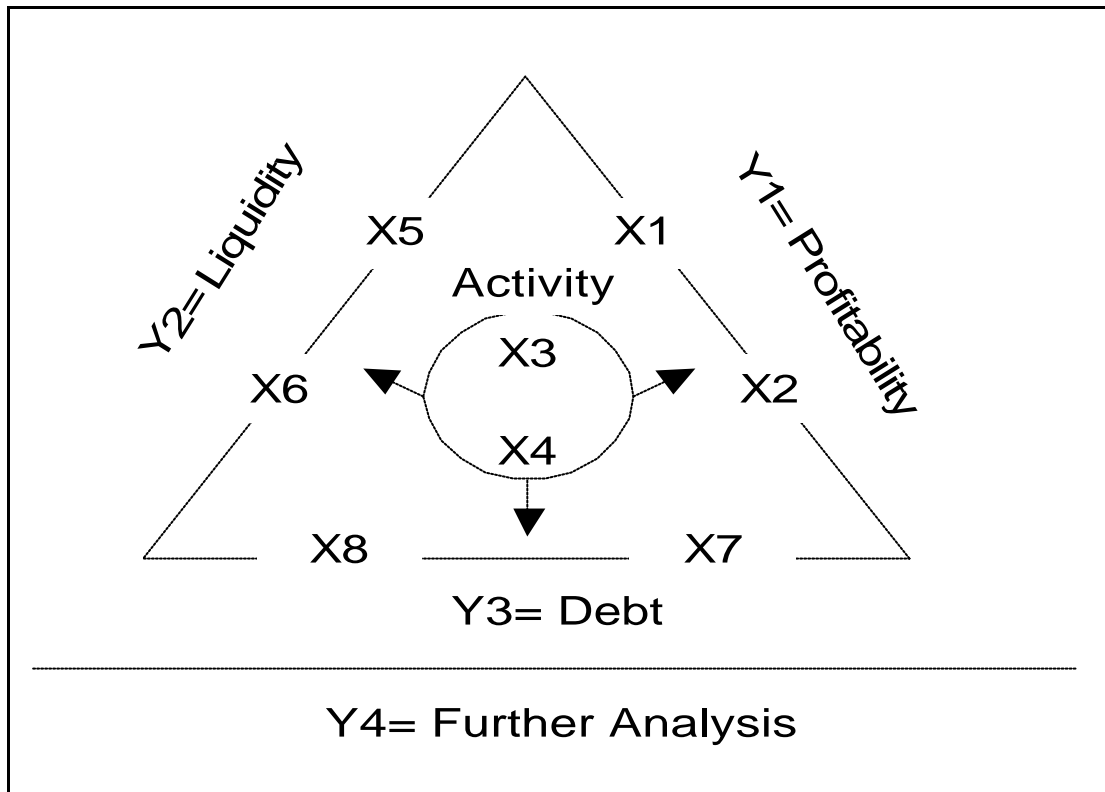 Y2= Liquidity
Y1= Profitability
X5
X1
Activity
X3
X6
X2
X4
X8
X7
Y3= Debt
Y4= Further Analysis